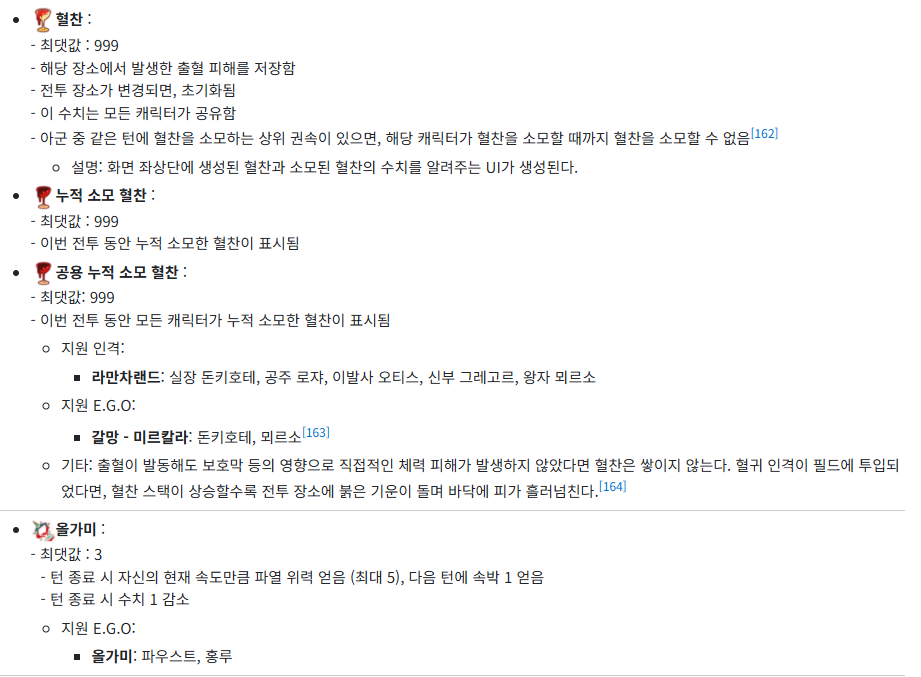 혈찬 :
- 최댓값 : 999
- 해당 장소에서 발생한 출혈 피해를 저장함
- 전투 장소가 변경되면, 초기화됨
- 이 수치는 모든 캐릭터가 공유함
- 아군 중 같은 턴에 혈찬을 소모하는 상위 권속이 있으면, 해당 캐릭터가 혈찬을 소모할 때까지 혈찬을 소모할 수 없음[162]
설명: 화면 좌상단에 생성된 혈찬과 소모된 혈찬의 수치를 알려주는 UI가 생성된다.
누적 소모 혈찬 :
- 최댓값 : 999
- 이번 전투 동안 누적 소모한 혈찬이 표시됨
공용 누적 소모 혈찬 :
- 최댓값: 999
- 이번 전투 동안 모든 캐릭터가 누적 소모한 혈찬이 표시됨
지원 인격:
라만차랜드: 실장 돈키호테, 공주 로쟈, 이발사 오티스, 신부 그레고르, 왕자 뫼르소
지원 E.G.O:
갈망 - 미르칼라: 돈키호테, 뫼르소[163]
기타: 출혈이 발동해도 보호막 등의 영향으로 직접적인 체력 피해가 발생하지 않았다면 혈찬은 쌓이지 않는다. 혈귀 인격이 필드에 투입되
었다면, 혈찬 스택이 상승할수록 전투 장소에 붉은 기운이 돌며 바닥에 피가 흘러넘친다.[164]
올가미 :
- 최댓값 : 3
- 턴 종료 시 자신의 현재 속도만큼 파열 위력 얻음 (최대 5), 다음 턴에 속박 1 얻음
- 턴 종료 시 수치 1 감소
지원 E.G.O:
올가미: 파우스트, 홍루